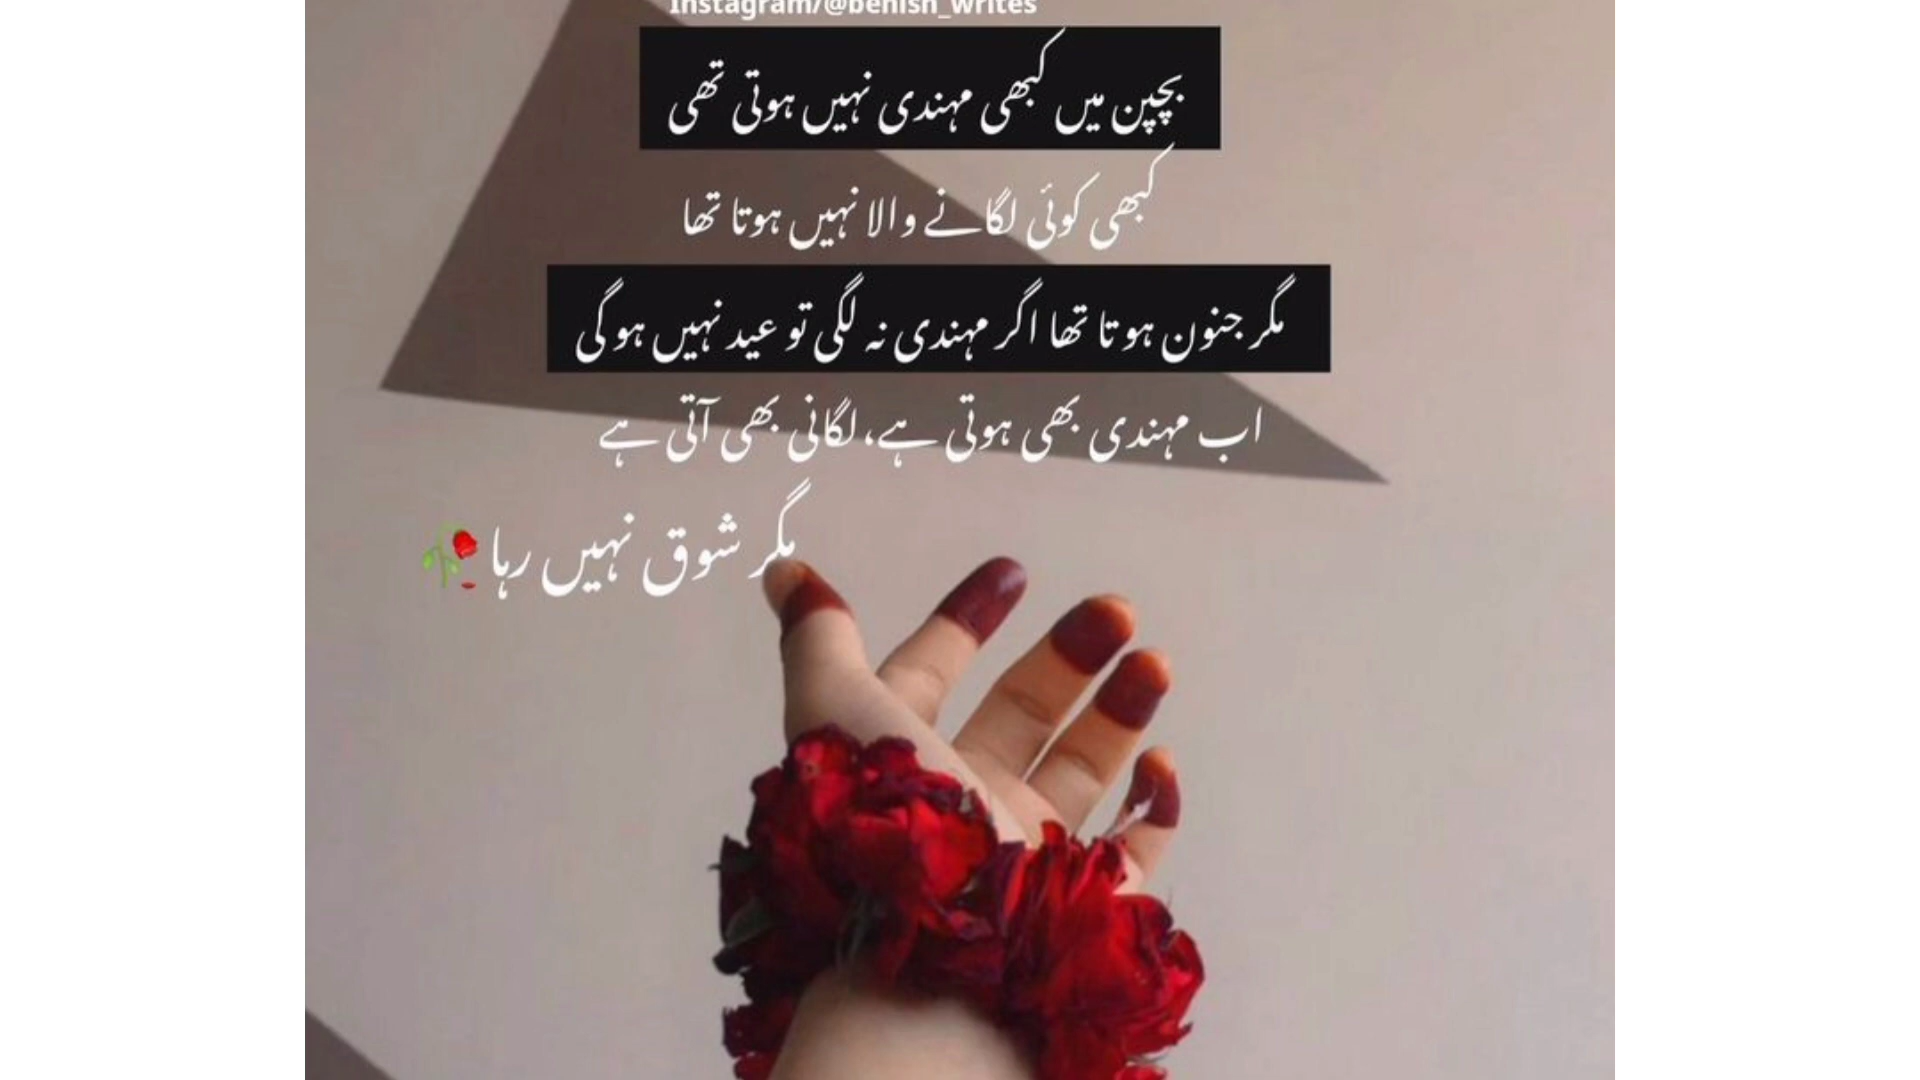 Instagram/@benish_writes
بچپن میں کبھی مہندی نہیں ہوتی تھی
کبھی کوئی لگانے والا نہیں ہوتا تھا
مگر جنون ہوتا تھا اگر مہندی نہ لگی تو عید نہیں ہوگی
اب مہندی بھی ہوتی ہے، لگانی بھی آتی ہے
مگر شوق نہیں رہا🥀